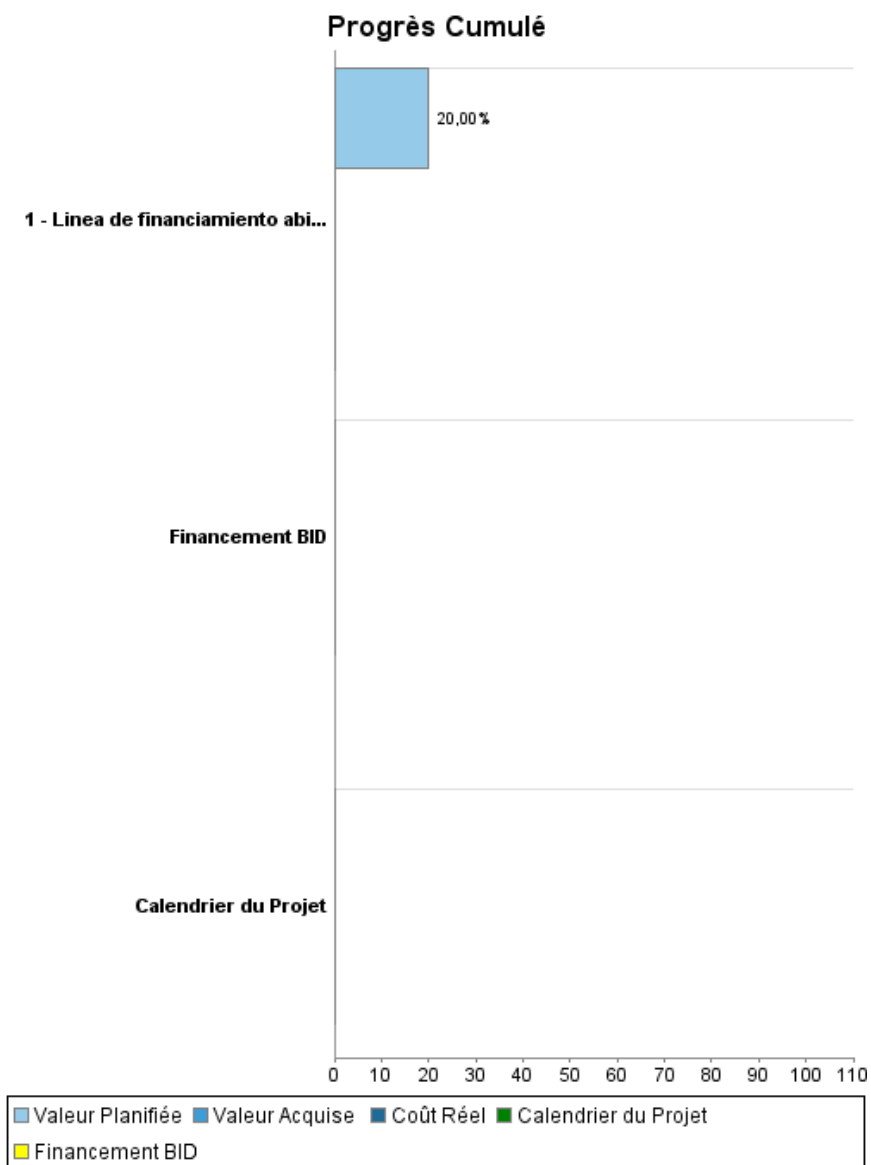 Progrès Cumulé
20,00%
1 - Linea de financiamiento abi...
Financement BID
Calendrier du Projet
0 10 20 30 40 50 60 70 80 90 100 110
Valeur Planifiée Valeur Acquise Coût Réel Calendrier du Projet
Financement BID